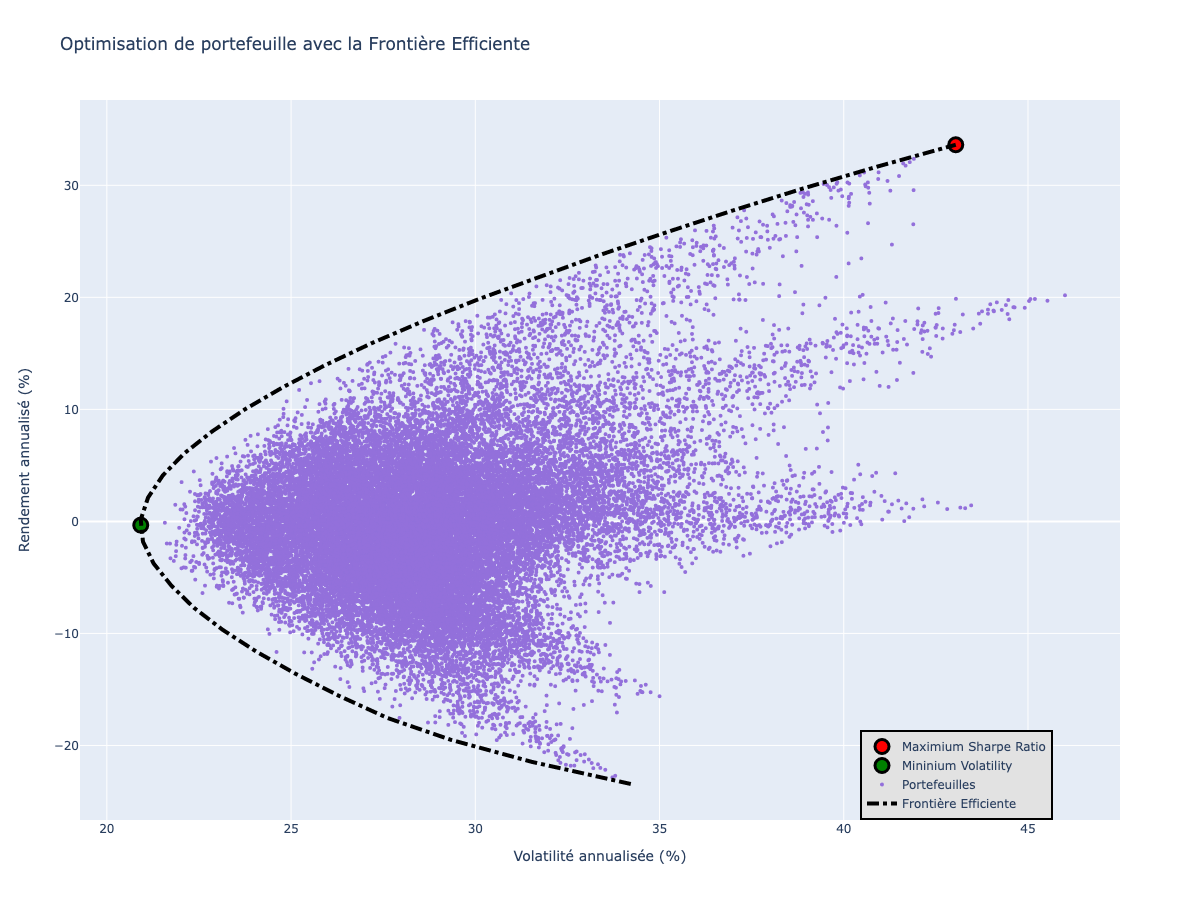 Optimisation de portefeuille avec la Frontière Efficiente
Rendement annualisé (%)
30
20
10
0
−10
−20
20
25
30
35
40
45
Volatilité annualisée (%)
Maximium Sharpe Ratio
Mininium Volatility
Portefeuilles
Frontière Efficiente